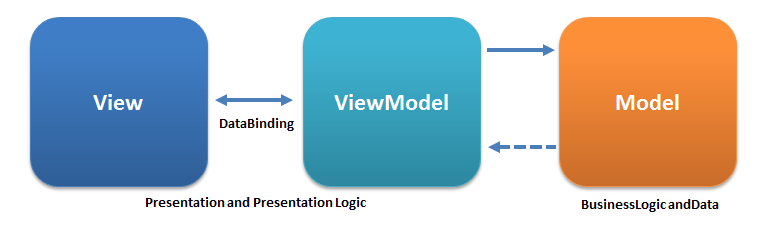 View
ViewModel
Model
DataBinding
Presentation and Presentation Logic
BusinessLogic andData